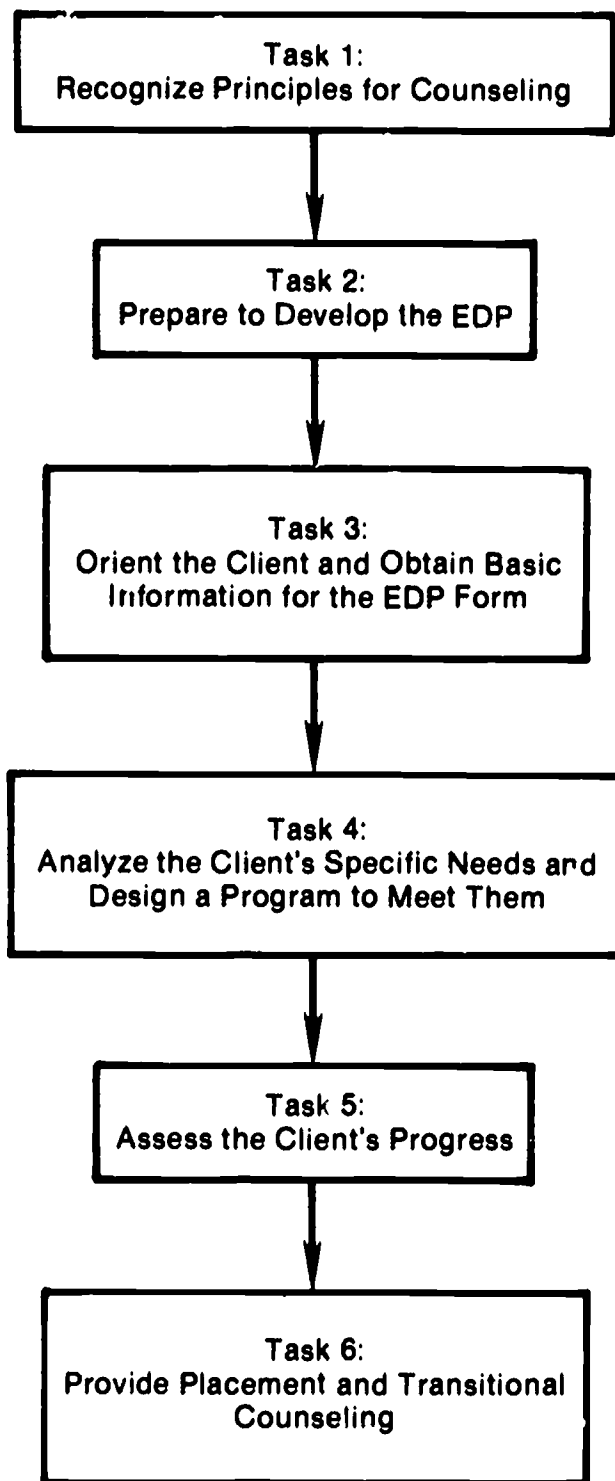 Task 1:
Recognize Principles for Counseling
Task 2:
Prepare to Develop the EDP
Task 3:
Orient the Client and Obtain Basic
Information for the EDP Form
Task 4:
Analyze the Client's Specific Needs and
Design a Program to Meet Them
Task 5:
Assess the Client's Progress
Task 6:
Provide Placement and Transitional
Counseling